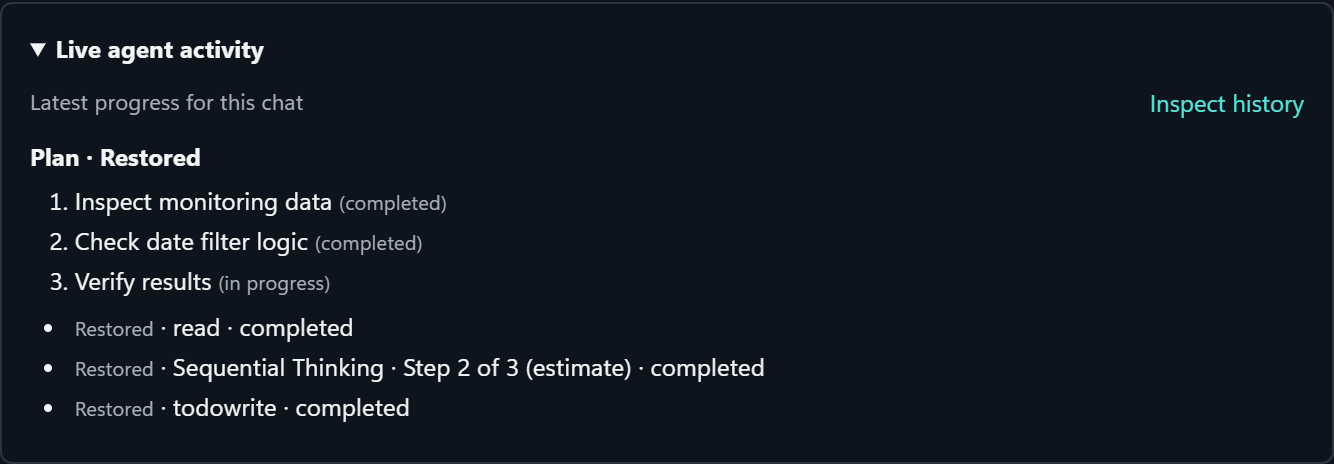 ▼ Live agent activity
Latest progress for this chat
Inspect history
Plan · Restored
1. Inspect monitoring data (completed)
2. Check date filter logic (completed)
3. Verify results (in progress)
• Restored · read · completed
• Restored · Sequential Thinking · Step 2 of 3 (estimate) · completed
• Restored · todowrite · completed